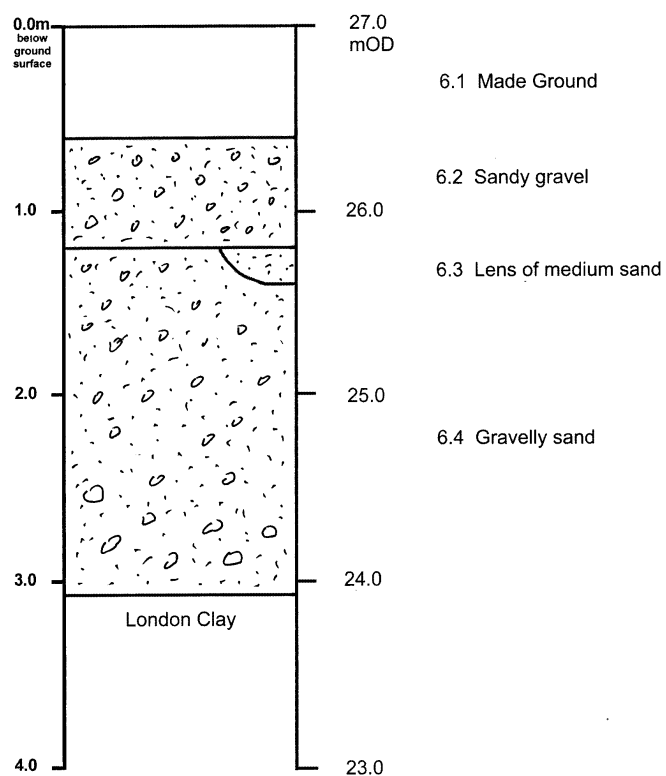 0.0m
below
ground
surface
27.0
mOD
6.1 Made Ground
6.2 Sandy gravel
1.0
26.0
6.3 Lens of medium sand
2.0
25.0
6.4 Gravelly sand
3.0
24.0
London Clay
4.0
23.0